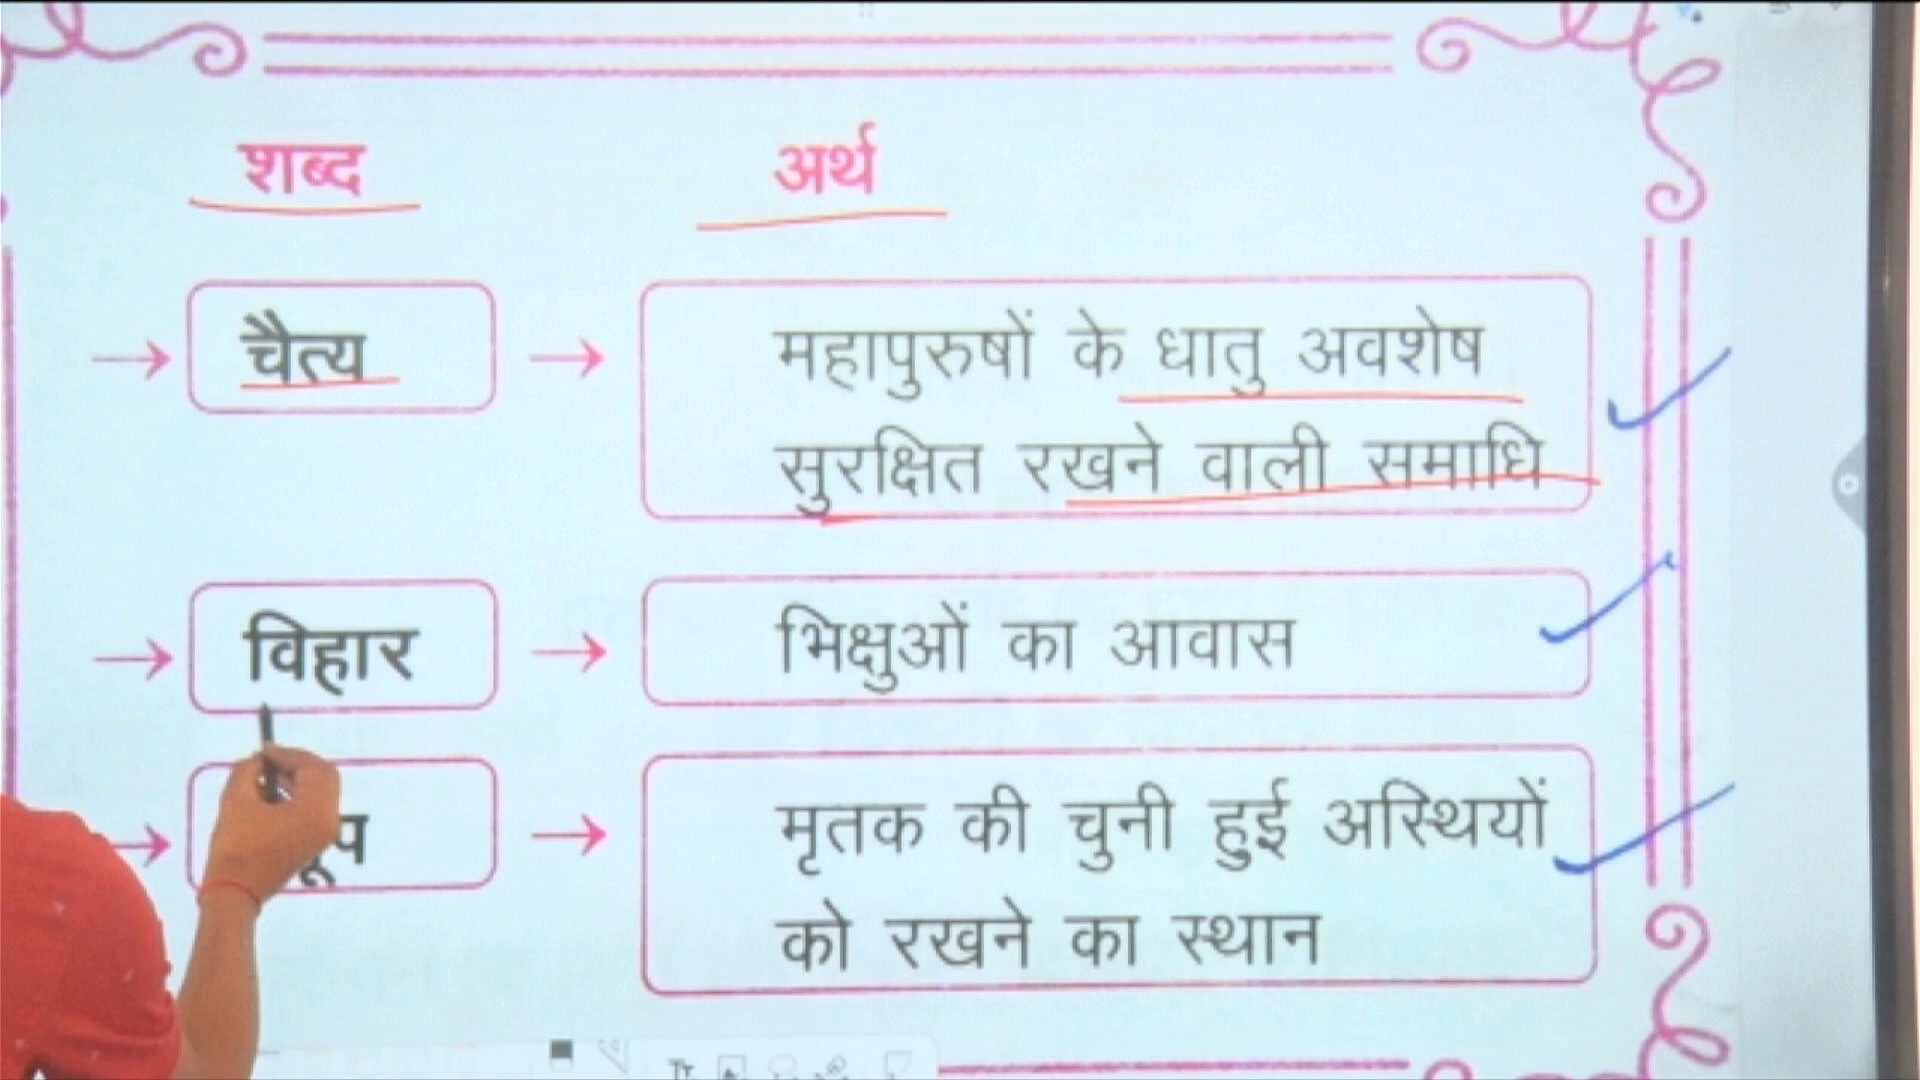 शब्द
अर्थ
चैत्य
महापुरुषों के धातु अवशेष
सुरक्षित रखने वाली समाधि
विहार
भिक्षुओं का आवास
मृतक की चुनी हुई अस्थियों
को रखने का स्थान